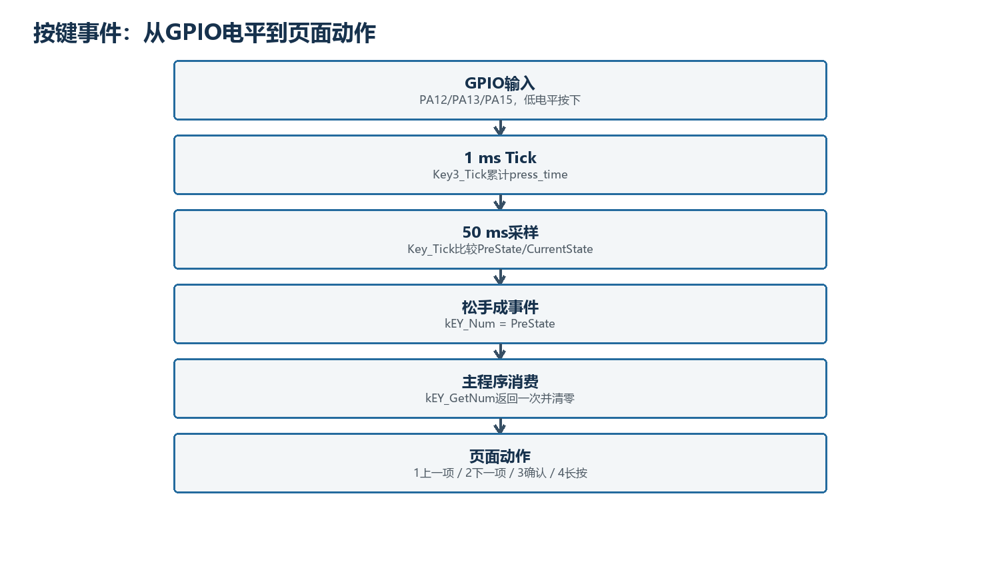 按键事件：从GPIO电平到页面动作
GPIO输入
PA12/PA13/PA15，低电平按下
1 ms Tick
Key3_Tick累计press_time
50 ms采样
Key_Tick比较PreState/CurrentState
松手成事件
kEY_Num = PreState
主程序消费
kEY_GetNum返回一次并清零
页面动作
1上一项 / 2下一项 / 3确认 / 4长按